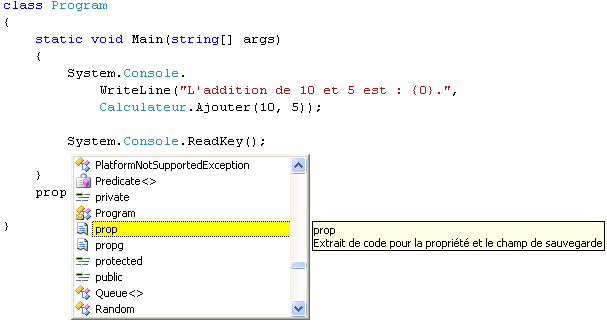 class Program
{
static void Main(string[] args)
{
System.Console.
WriteLine("L'addition de 10 et 5 est : {0}.",
Calculateur.Ajouter(10, 5));
System.Console.ReadKey();
}
prop
}
PlatformNotSupportedException
Predicate<>
private
Program
prop
propg
protected
public
Queue<>
Random
prop
Extrait de code pour la propriété et le champ de sauvegarde